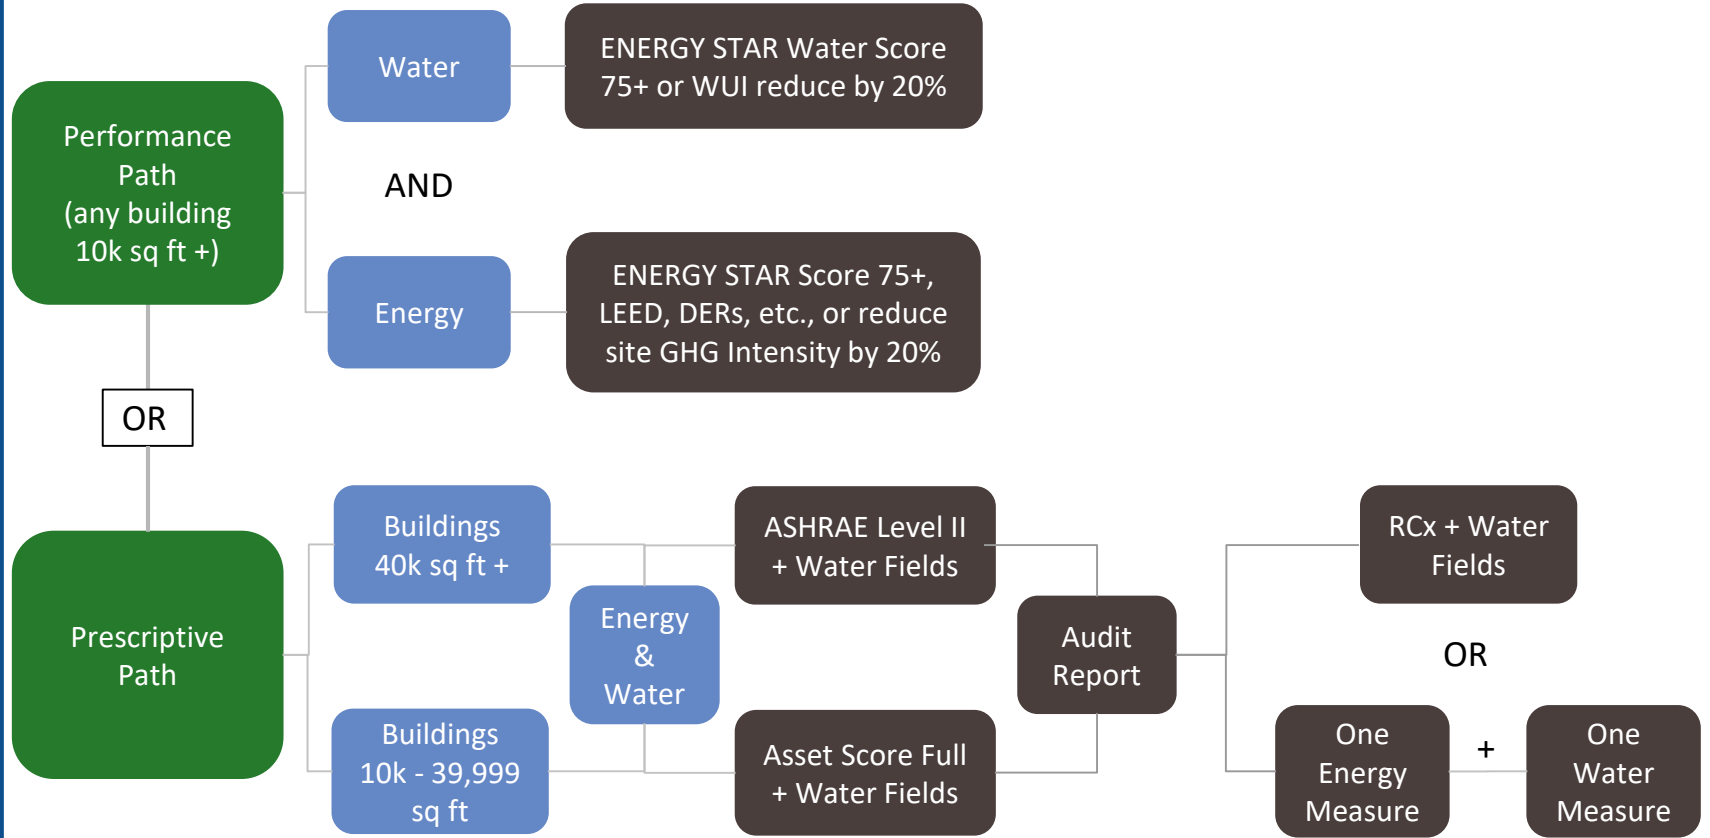 Performance
Path
(any building
10k sq ft +)
Water
ENERGY STAR Water Score
75+ or WUI reduce by 20%
AND
Energy
ENERGY STAR Score 75+,
LEED, DERs, etc., or reduce
site GHG Intensity by 20%
OR
Prescriptive
Path
Buildings
40k sq ft +
Buildings
10k - 39,999
sq ft
Energy
&
Water
ASHRAE Level II
+ Water Fields
Asset Score Full
+ Water Fields
Audit
Report
RCx + Water
Fields
OR
One
Energy
Measure
+
One
Water
Measure